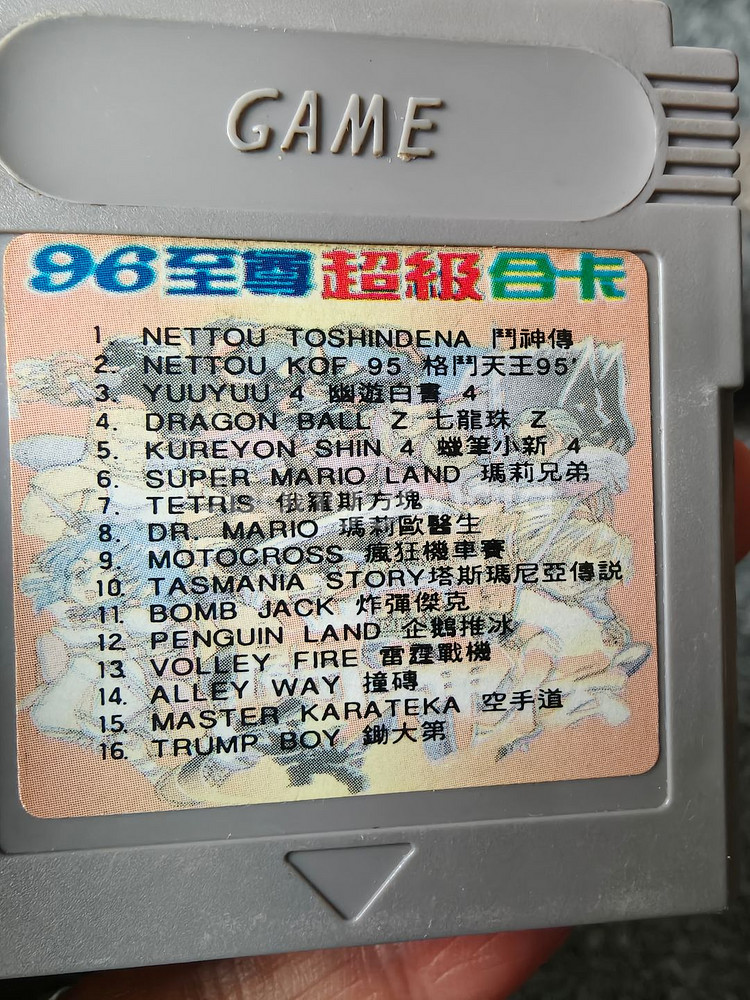 GAME
96至尊超級合卡
1. NETTOU TOSHINDENA 鬥神傳
2. NETTOU KOF 95 格鬥天王95'
3. YUUYUU 4 幽遊白書 4
4. DRAGON BALL Z 七龍珠 Z
5. KUREYON SHIN 4 蠟筆小新 4
6. SUPER MARIO LAND 瑪莉兄弟
7. TETRIS 俄羅斯方塊
8. DR. MARIO 瑪莉歐醫生
9. MOTOCROSS 瘋狂機車賽
10. TASMANIA STORY 塔斯瑪尼亞傳説
11. BOMB JACK 炸彈傑克
12. PENGUIN LAND 企鵝推冰
13. VOLLEY FIRE 雷霆戰機
14. ALLEY WAY 撞磚
15. MASTER KARATEKA 空手道
16. TRUMP BOY 鋤大第